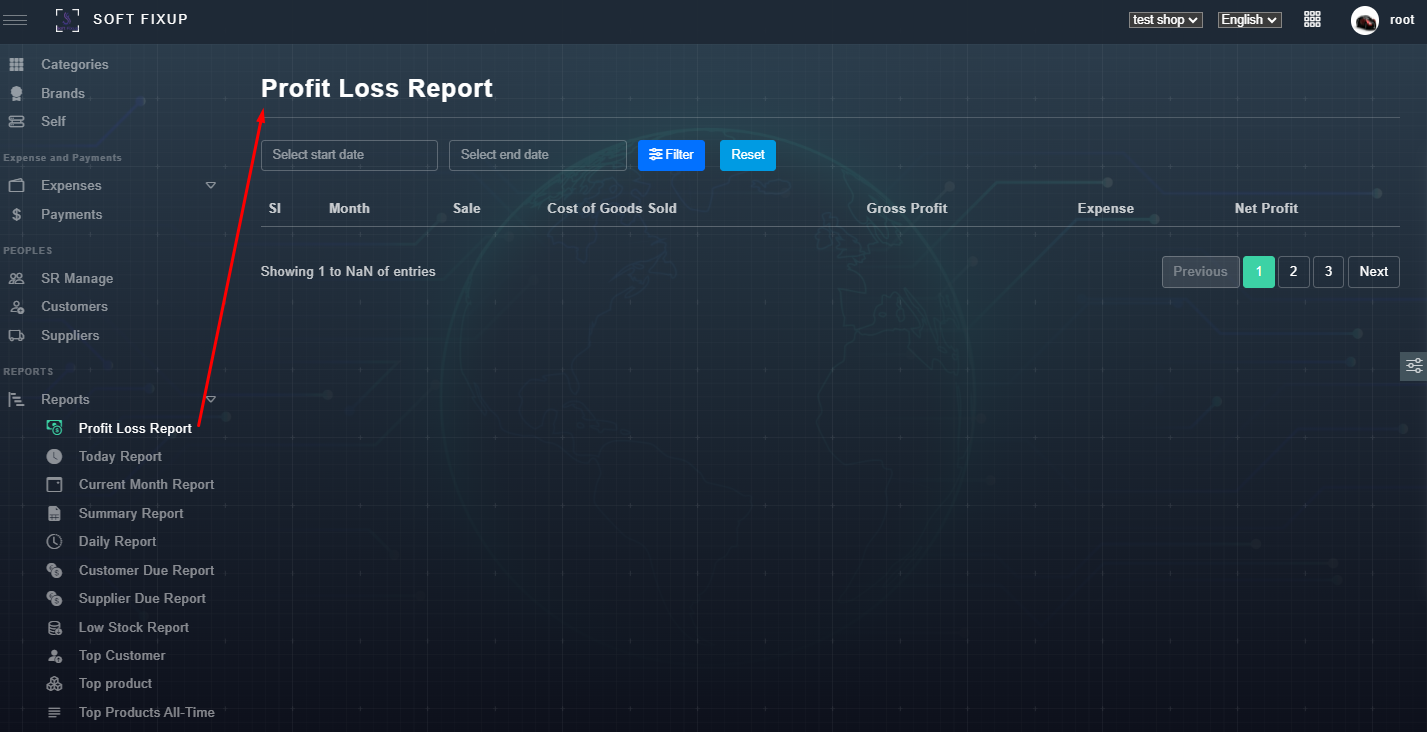 SOFT FIXUP
test shop
English
root
Categories
Brands
Self
Expense and Payments
Expenses
Payments
PEOPLES
SR Manage
Customers
Suppliers
REPORTS
Reports
Profit Loss Report
Today Report
Current Month Report
Summary Report
Daily Report
Customer Due Report
Supplier Due Report
Low Stock Report
Top Customer
Top product
Top Products All-Time
Profit Loss Report
Select start date Select end date Filter Reset
Sl Month Sale Cost of Goods Sold Gross Profit Expense Net Profit
Showing 1 to NaN of entries
Previous 1 2 3 Next